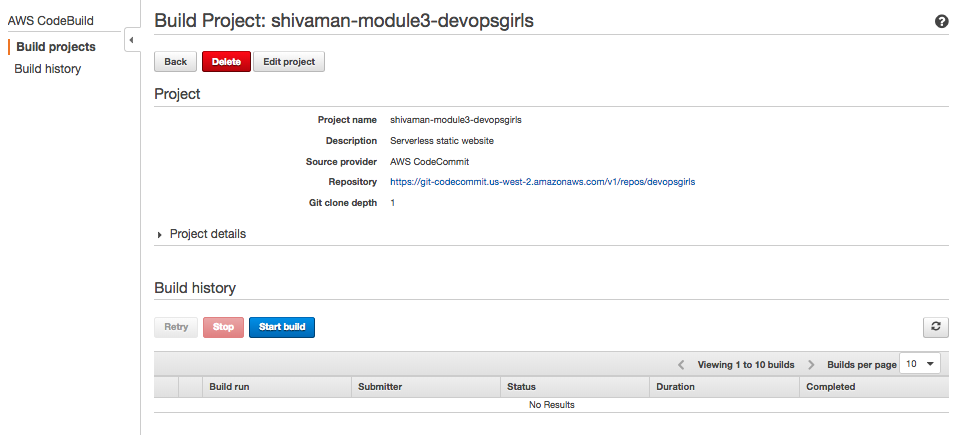 AWS CodeBuild
Build projects
Build history
Build Project: shivaman-module3-devopsgirls
Back Delete Edit project
Project
Project name shivaman-module3-devopsgirls
Description Serverless static website
Source provider AWS CodeCommit
Repository https://git-codecommit.us-west-2.amazonaws.com/v1/repos/devopsgirls
Git clone depth 1
Project details
Build history
Retry Stop Start build
Viewing 1 to 10 builds Builds per page 10
Build run Submitter Status Duration Completed
No Results